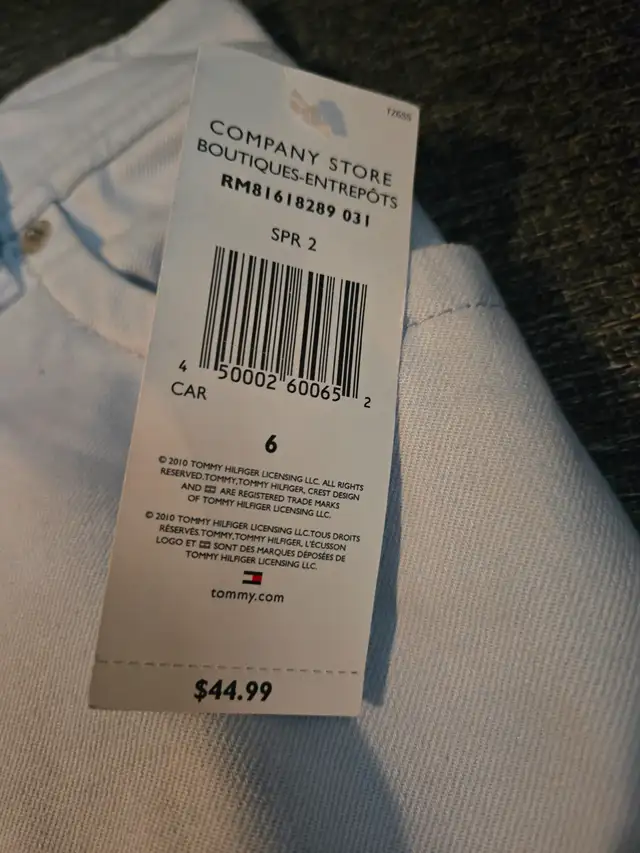 TZ65S
COMPANY STORE
BOUTIQUES-ENTREPÔTS
RM81618289 031
SPR 2
4 50002 60065 2
CAR
6
© 2010 TOMMY HILFIGER LICENSING LLC. ALL RIGHTS
RESERVED.TOMMY,TOMMY HILFIGER, CREST DESIGN
AND ARE REGISTERED TRADE MARKS
OF TOMMY HILFIGER LICENSING LLC.
© 2010 TOMMY HILFIGER LICENSING LLC.TOUS DROITS
RÉSERVÉS.TOMMY,TOMMY HILFIGER, L'ÉCUSSON
LOGO ET SONT DES MARQUES DÉPOSÉES DE
TOMMY HILFIGER LICENSING LLC.
tommy.com
$44.99